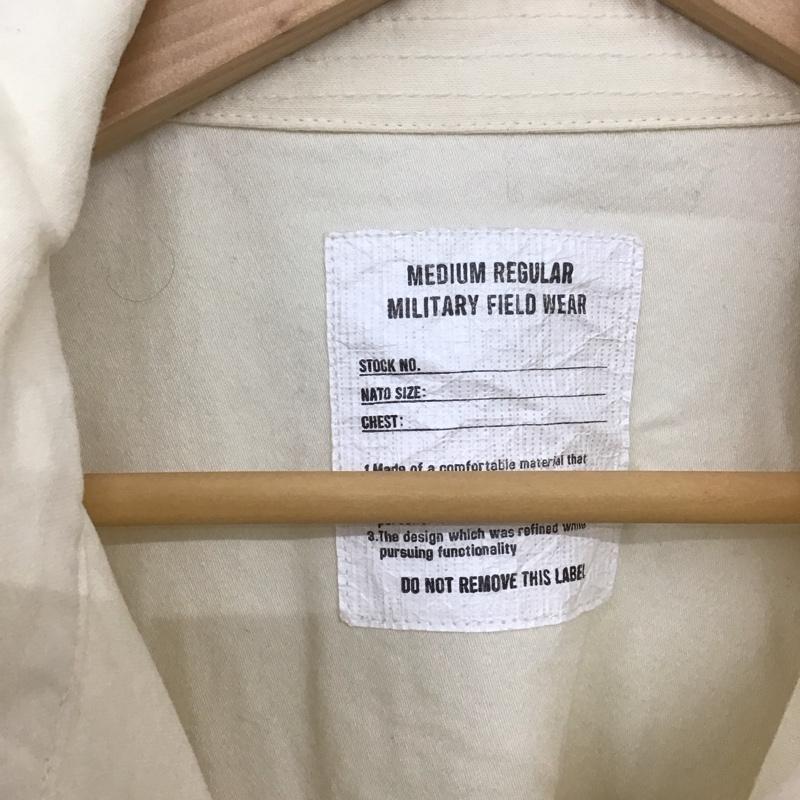 MEDIUM REGULAR
MILITARY FIELD WEAR
STOCK NO.
NATO SIZE:
CHEST:
1.Made of a comfortable material that
3.The design which was refined while
pursuing functionality
DO NOT REMOVE THIS LABEL